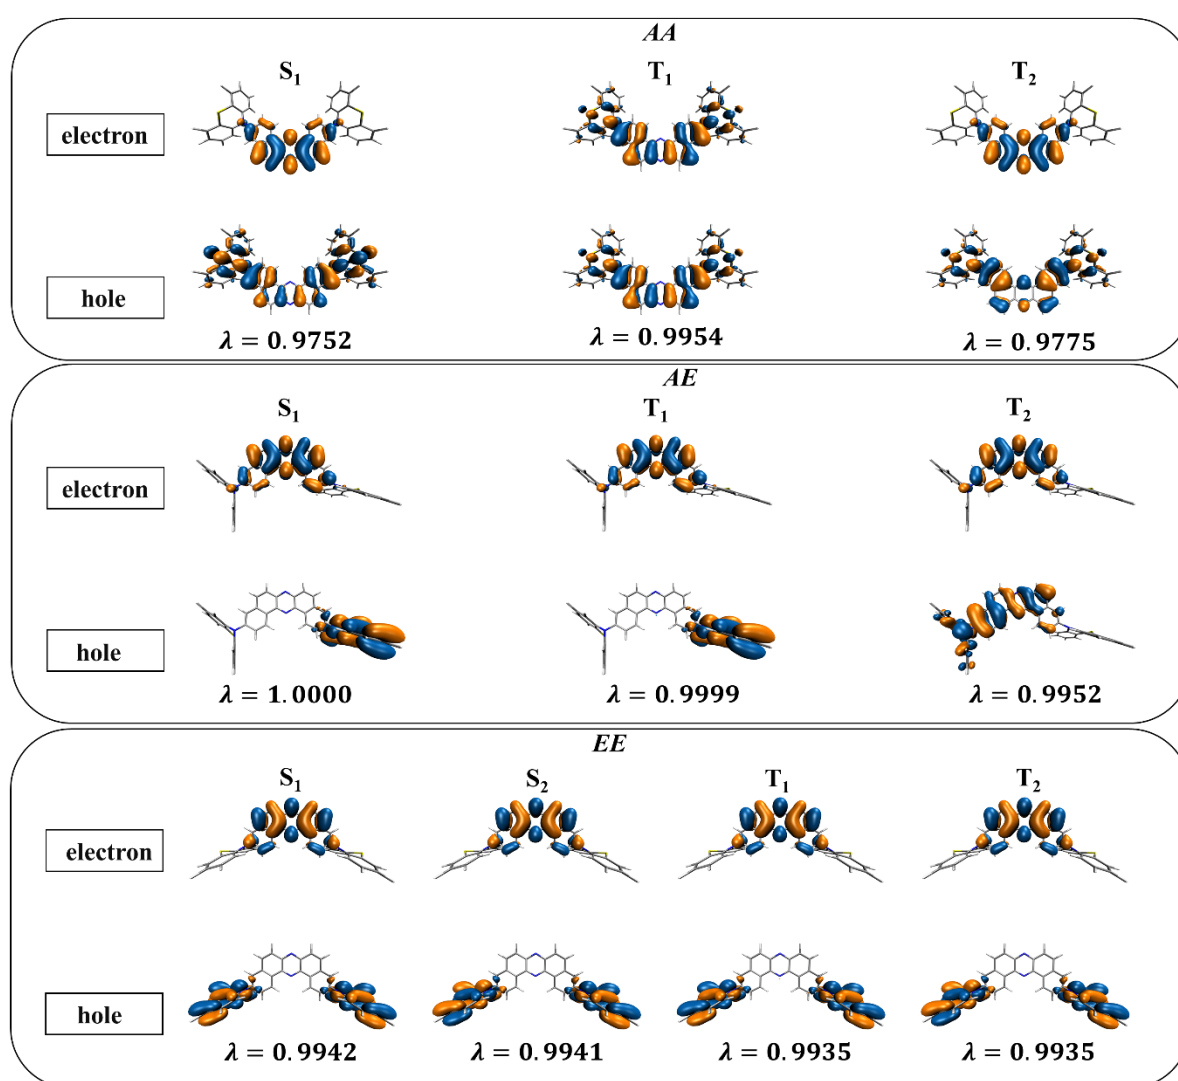 AA
S₁ T₁ T₂
electron
hole
λ = 0.9752 λ = 0.9954 λ = 0.9775
AE
S₁ T₁ T₂
electron
hole
λ = 1.0000 λ = 0.9999 λ = 0.9952
EE
S₁ S₂ T₁ T₂
electron
hole
λ = 0.9942 λ = 0.9941 λ = 0.9935 λ = 0.9935